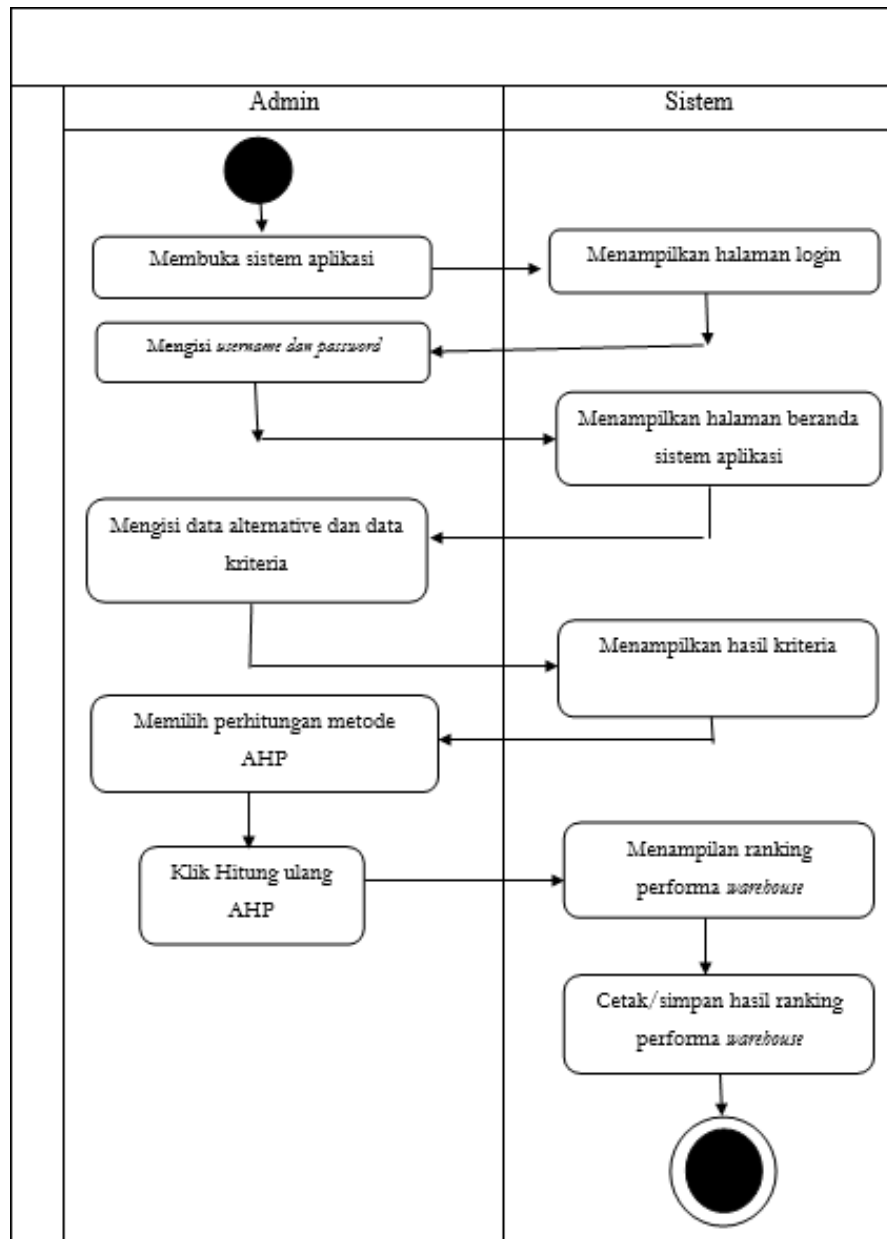 Admin
Sistem
Membuka sistem aplikasi
Menampilkan halaman login
Mengisi username dan password
Menampilkan halaman beranda
sistem aplikasi
Mengisi data alternative dan data
kriteria
Menampilkan hasil kriteria
Memilih perhitungan metode
AHP
Klik Hitung ulang
AHP
Menampilan ranking
performa warehouse
Cetak/simpan hasil ranking
performa warehouse